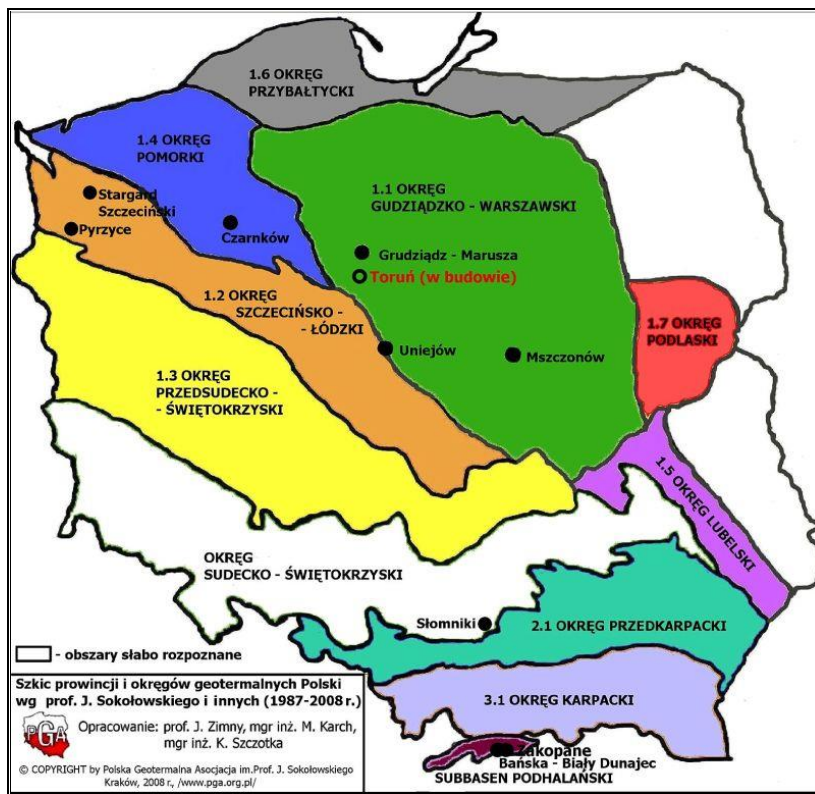 1.6 OKRĘG
PRZYBAŁTYCKI
1.4 OKRĘG
POMORKI
1.1 OKRĘG
GUDZIĄDZKO - WARSZAWSKI
Stargard
Szczeciński
Pyrzyce
Czarnków
Grudziądz - Marusza
Toruń (w budowie)
1.2 OKRĘG
SZCZECIŃSKO -
- ŁÓDZKI
1.7 OKRĘG
PODLASKI
Uniejów
Mszczonów
1.3 OKRĘG
PRZEDSUDECKO -
- ŚWIĘTOKRZYSKI
1.5 OKRĘG LUBELSKI
OKRĘG
SUDECKO - ŚWIĘTOKRZYSKI
Słomniki
2.1 OKRĘG PRZEDKARPACKI
- obszary słabo rozpoznane
3.1 OKRĘG KARPACKI
Zakopane
Bańska - Biały Dunajec
SUBBASEN PODHALAŃSKI
Szkic prowincji i okręgów geotermalnych Polski
wg prof. J. Sokołowskiego i innych (1987-2008 r.)
PGA
Opracowanie: prof. J. Zimny, mgr inż. M. Karch,
mgr inż. K. Szczotka
© COPYRIGHT by Polska Geotermalna Asocjacja im.Prof. J. Sokołowskiego
Kraków, 2008 r., /www.pga.org.pl/